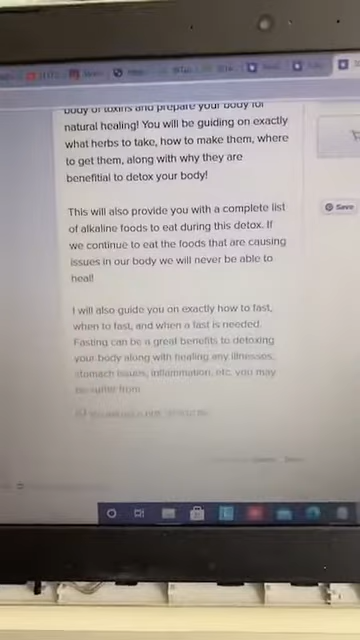 body of toxins and prepare your body for
natural healing! You will be guiding on exactly
what herbs to take, how to make them, where
to get them, along with why they are
benefitial to detox your body!
This will also provide you with a complete list
of alkaline foods to eat during this detox. If
we continue to eat the foods that are causing
issues in our body we will never be able to
heal!
I will also guide you on exactly how to fast,
when to fast, and when a fast is needed.
Fasting can be a great benefits to detoxing
your body along with healing any illnesses,
stomach issues, inflammation, etc. you may
be suffer from.
Save